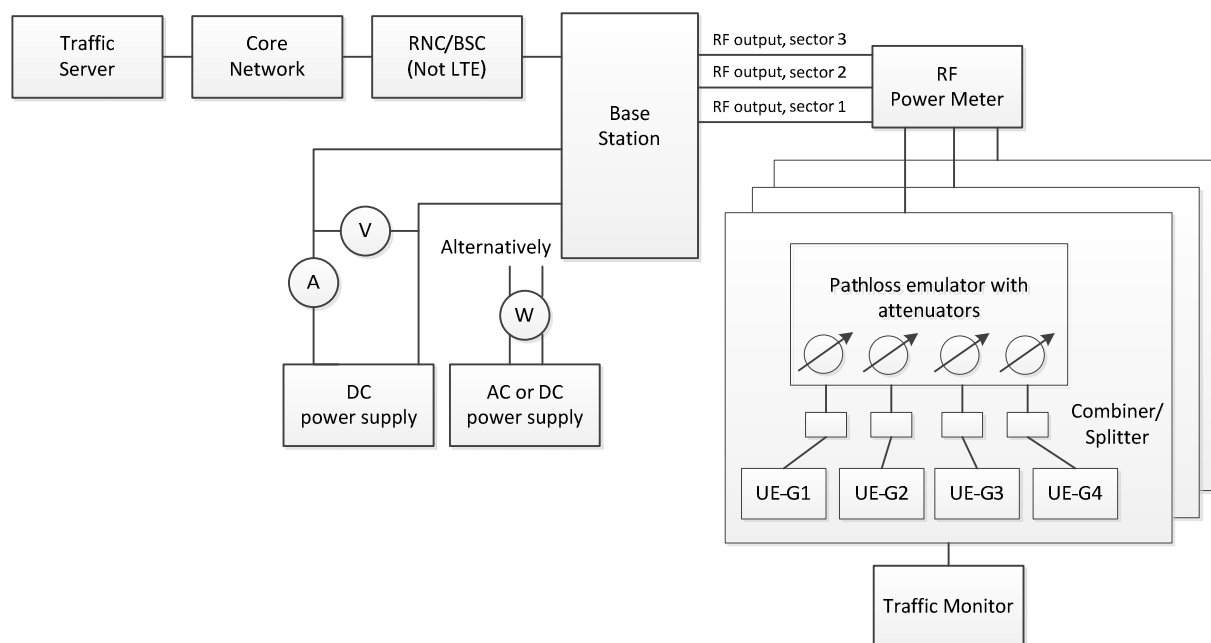 Traffic
Server
Core
Network
RNC/BSC
(Not LTE)
Base
Station
RF output, sector 3
RF output, sector 2
RF output, sector 1
RF
Power Meter
V
A
Alternatively
W
DC
power supply
AC or DC
power supply
Pathloss emulator with
attenuators
Combiner/
Splitter
UE-G1
UE-G2
UE-G3
UE-G4
Traffic Monitor